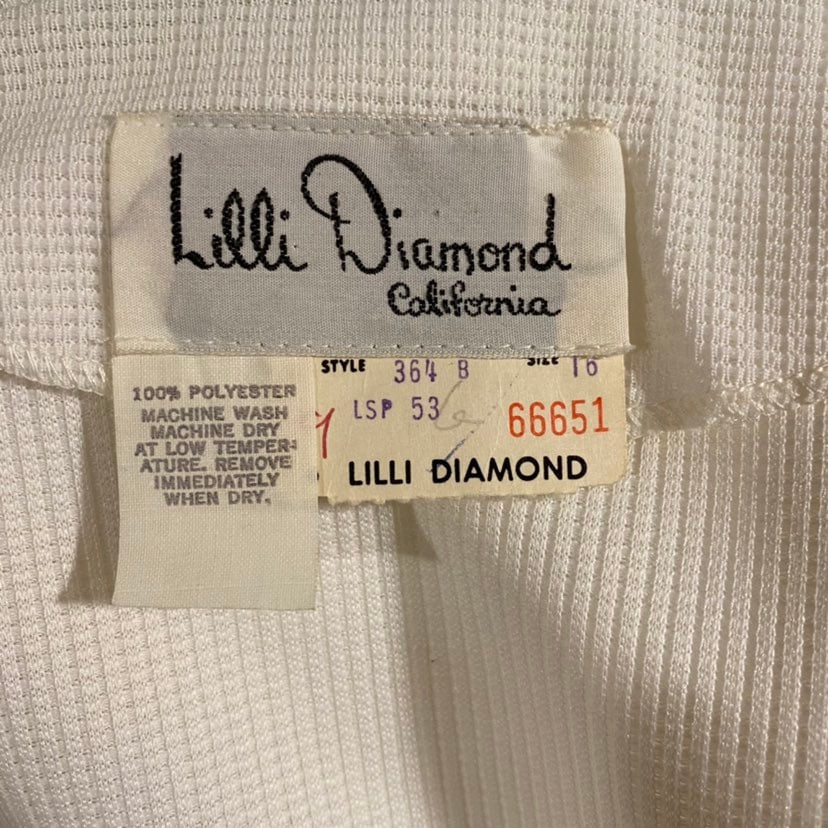 Lilli Diamond
California
100% POLYESTER
MACHINE WASH
MACHINE DRY
AT LOW TEMPER-
ATURE. REMOVE
IMMEDIATELY
WHEN DRY.
STYLE 364 B SIZE 16
LSP 53 66651
LILLI DIAMOND